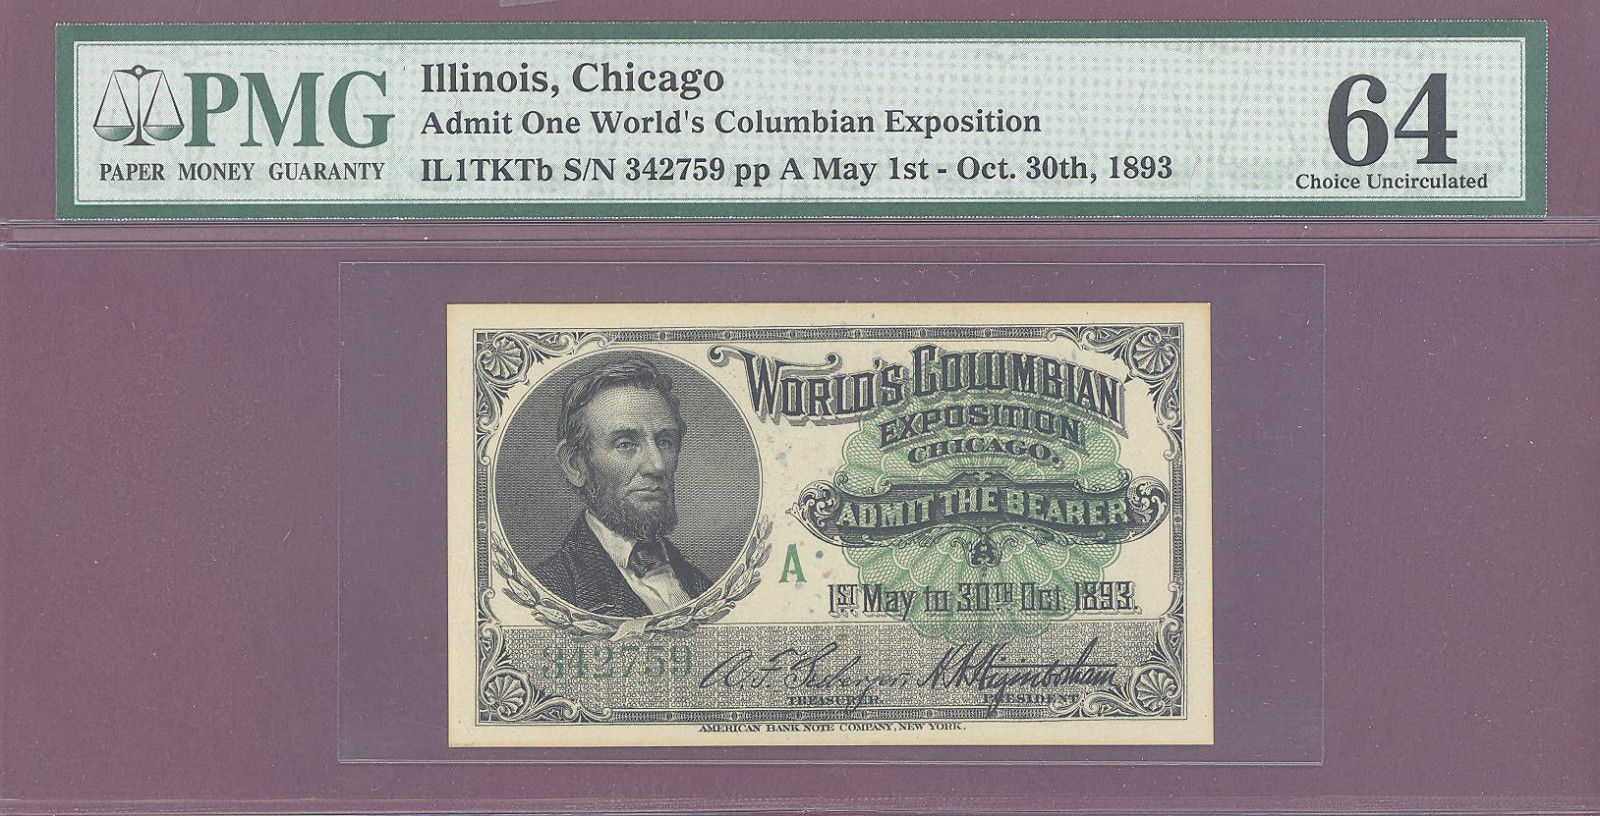 PMG
PAPER MONEY GUARANTY
Illinois, Chicago
Admit One World's Columbian Exposition
IL1TKTb S/N 342759 pp A May 1st - Oct. 30th, 1893
64
Choice Uncirculated
WORLD'S COLUMBIAN
EXPOSITION
CHICAGO.
ADMIT THE BEARER
A
1ST May to 30TH Oct. 1893.
342759
TREASURER. PRESIDENT
AMERICAN BANK NOTE COMPANY, NEW YORK.